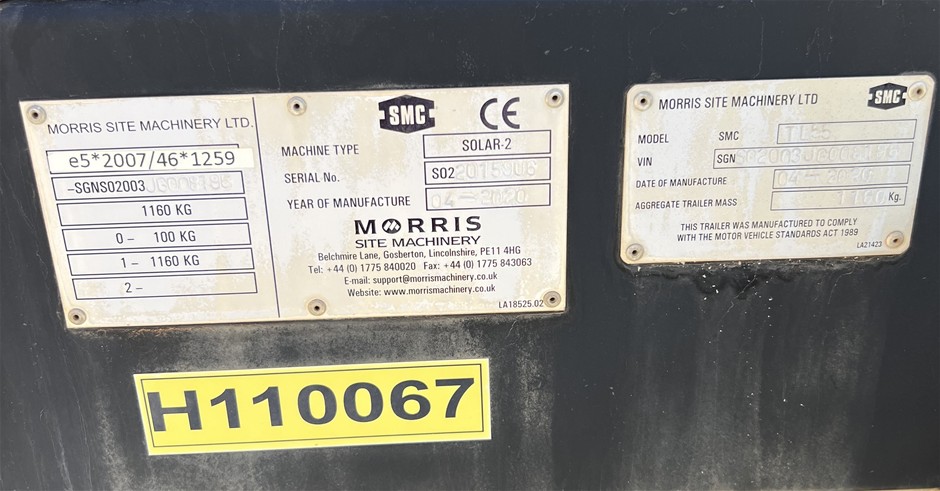 MORRIS SITE MACHINERY LTD.
e5*2007/46*1259
1160 KG
0– 100 KG
1– 1160 KG
2–
SMC CE
MACHINE TYPE SOLAR-2
SERIAL No.
YEAR OF MANUFACTURE 04-2020
MORRIS
SITE MACHINERY
Belchmire Lane, Gosberton, Lincolnshire, PE11 4HG
Tel: +44 (0) 1775 840020 Fax: +44 (0) 1775 843063
E-mail: support@morrismachinery.co.uk
Website: www.morrismachinery.co.uk
LA18525.02
MORRIS SITE MACHINERY LTD SMC
MODEL SMC
VIN
DATE OF MANUFACTURE
AGGREGATE TRAILER MASS Kg.
THIS TRAILER WAS MANUFACTURED TO COMPLY
WITH THE MOTOR VEHICLE STANDARDS ACT 1989
LA21423
H110067